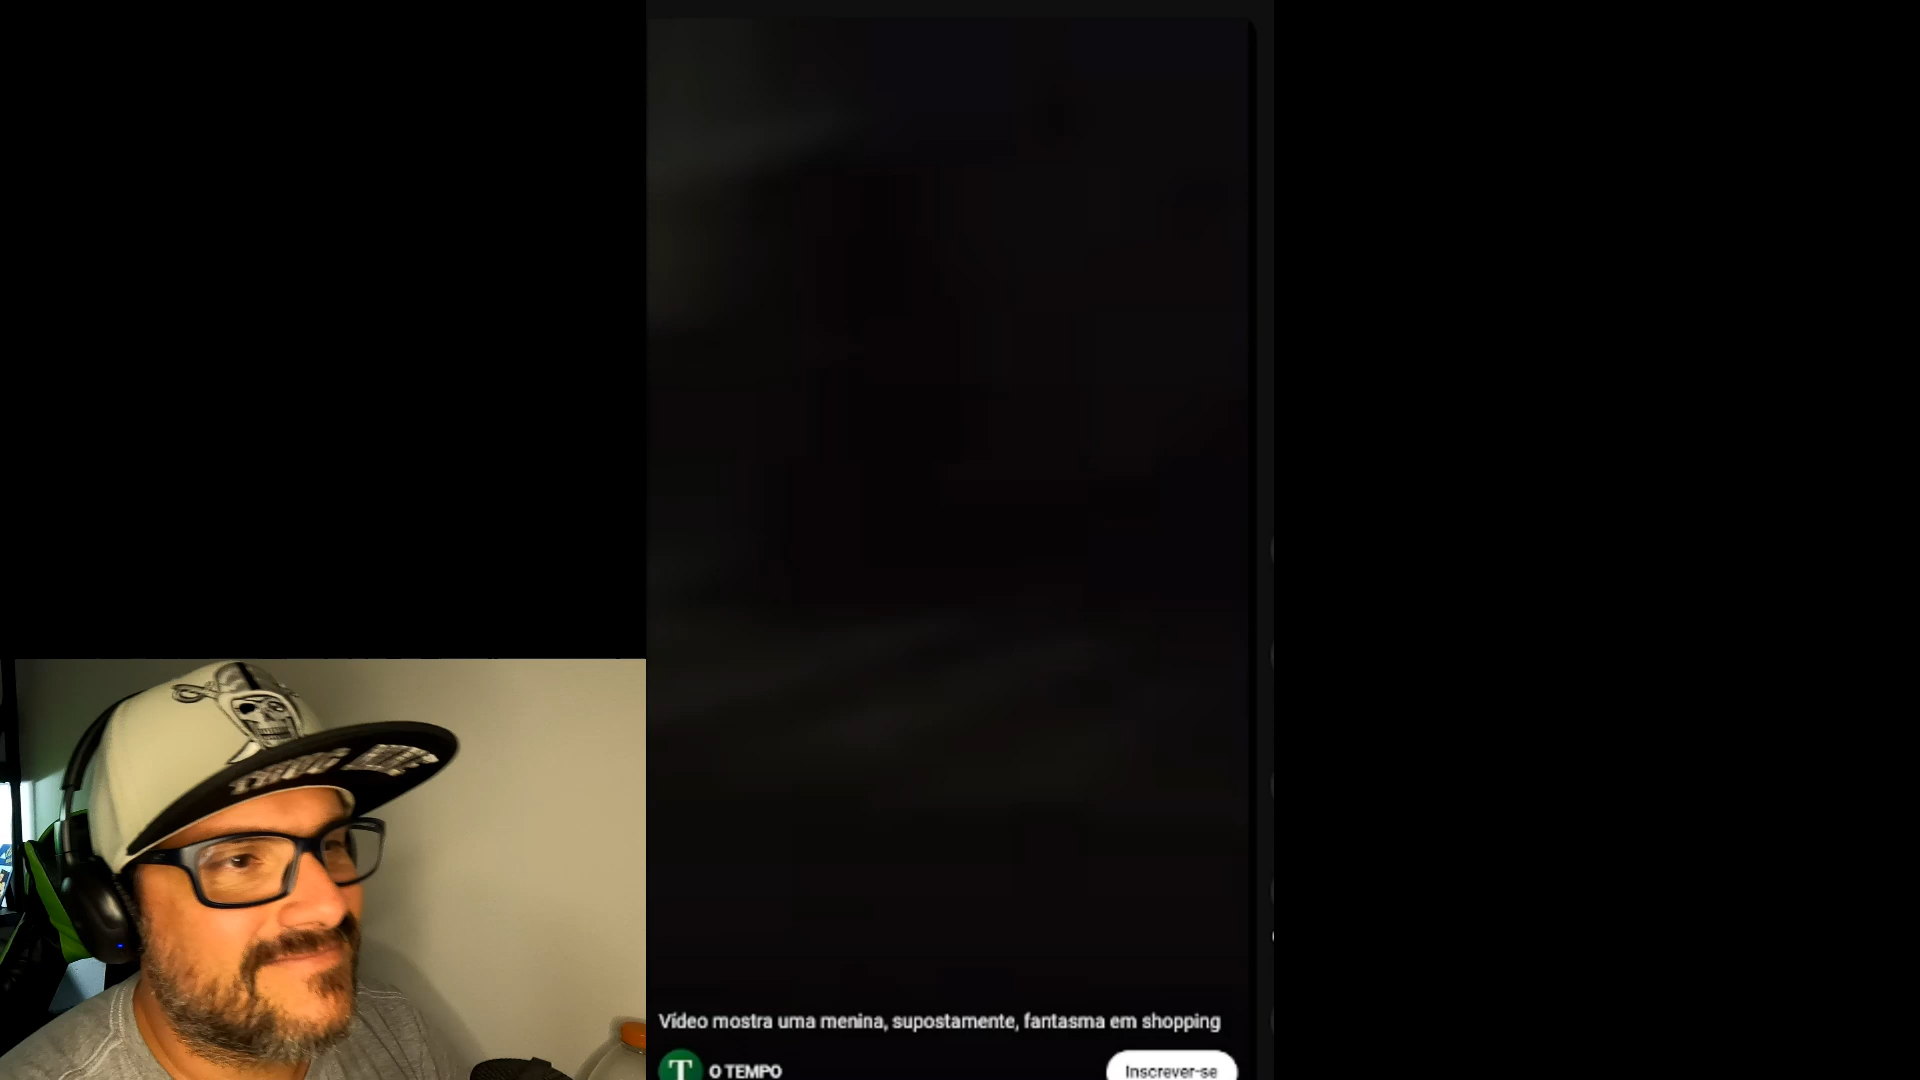 Vídeo mostra uma menina, supostamente, fantasma em shopping
T O TEMPO
Inscrever-se